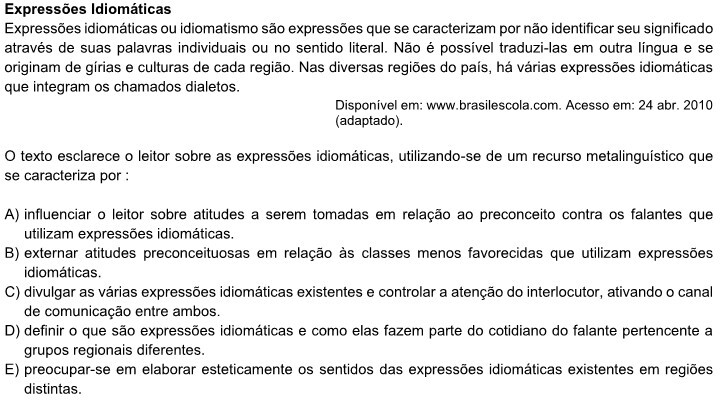 Expressões Idiomáticas
Expressões idiomáticas ou idiomatismo são expressões que se caracterizam por não identificar seu significado
através de suas palavras individuais ou no sentido literal. Não é possível traduzi-las em outra língua e se
originam de gírias e culturas de cada região. Nas diversas regiões do país, há várias expressões idiomáticas
que integram os chamados dialetos.
Disponível em: www.brasilescola.com. Acesso em: 24 abr. 2010
(adaptado).
O texto esclarece o leitor sobre as expressões idiomáticas, utilizando-se de um recurso metalinguístico que
se caracteriza por :
A) influenciar o leitor sobre atitudes a serem tomadas em relação ao preconceito contra os falantes que
utilizam expressões idiomáticas.
B) externar atitudes preconceituosas em relação às classes menos favorecidas que utilizam expressões
idiomáticas.
C) divulgar as várias expressões idiomáticas existentes e controlar a atenção do interlocutor, ativando o canal
de comunicação entre ambos.
D) definir o que são expressões idiomáticas e como elas fazem parte do cotidiano do falante pertencente a
grupos regionais diferentes.
E) preocupar-se em elaborar esteticamente os sentidos das expressões idiomáticas existentes em regiões
distintas.